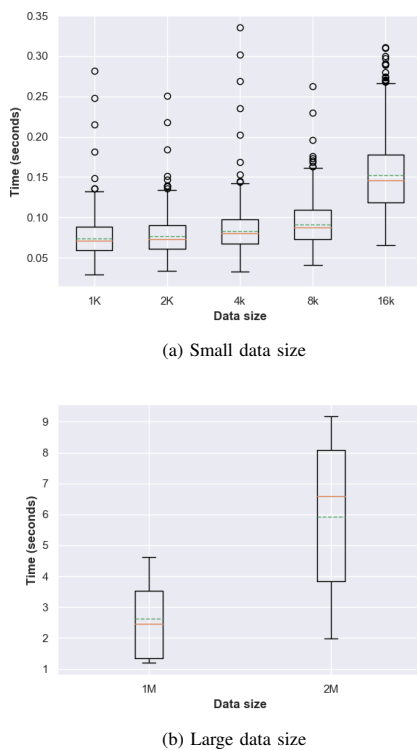 0.35
0.30
0.25
0.20
0.15
0.10
0.05
Time (seconds)
1K
2K
4k
8k
16k
Data size
(a) Small data size
9
8
7
6
5
4
3
2
1
Time (seconds)
1M
2M
Data size
(b) Large data size